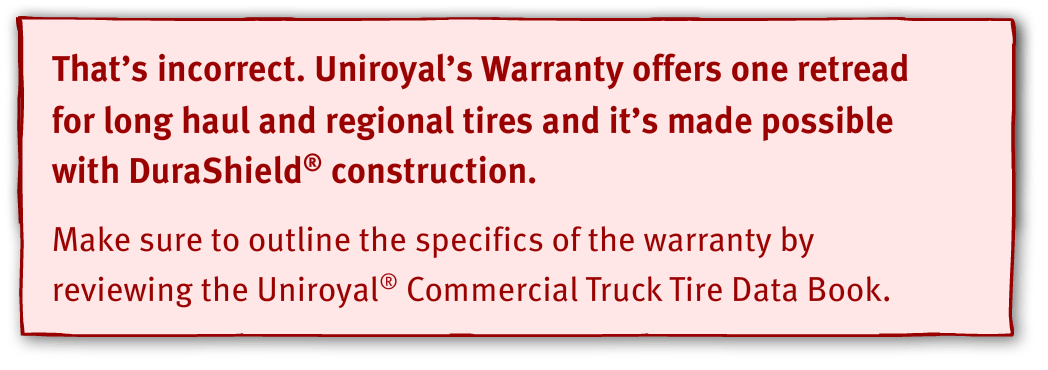 That’s incorrect. Uniroyal’s Warranty offers one retread
for long haul and regional tires and it’s made possible
with DuraShield® construction.
Make sure to outline the specifics of the warranty by
reviewing the Uniroyal® Commercial Truck Tire Data Book.